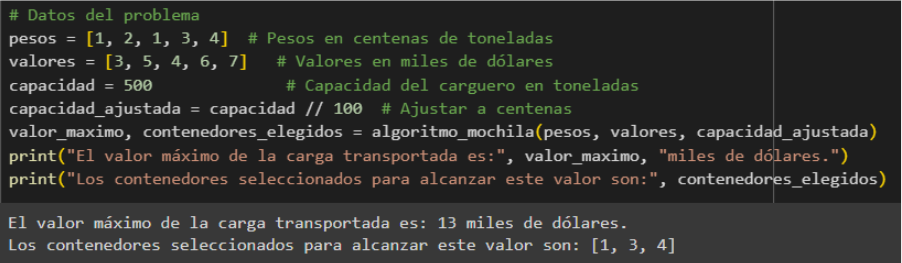 # Datos del problema
pesos = [1, 2, 1, 3, 4]  # Pesos en centenas de toneladas
valores = [3, 5, 4, 6, 7]   # Valores en miles de dólares
capacidad = 500              # Capacidad del carguero en toneladas
capacidad_ajustada = capacidad // 100  # Ajustar a centenas
valor_maximo, contenedores_elegidos = algoritmo_mochila(pesos, valores, capacidad_ajustada)
print("El valor máximo de la carga transportada es:", valor_maximo, "miles de dólares.")
print("Los contenedores seleccionados para alcanzar este valor son:", contenedores_elegidos)
El valor máximo de la carga transportada es: 13 miles de dólares.
Los contenedores seleccionados para alcanzar este valor son: [1, 3, 4]